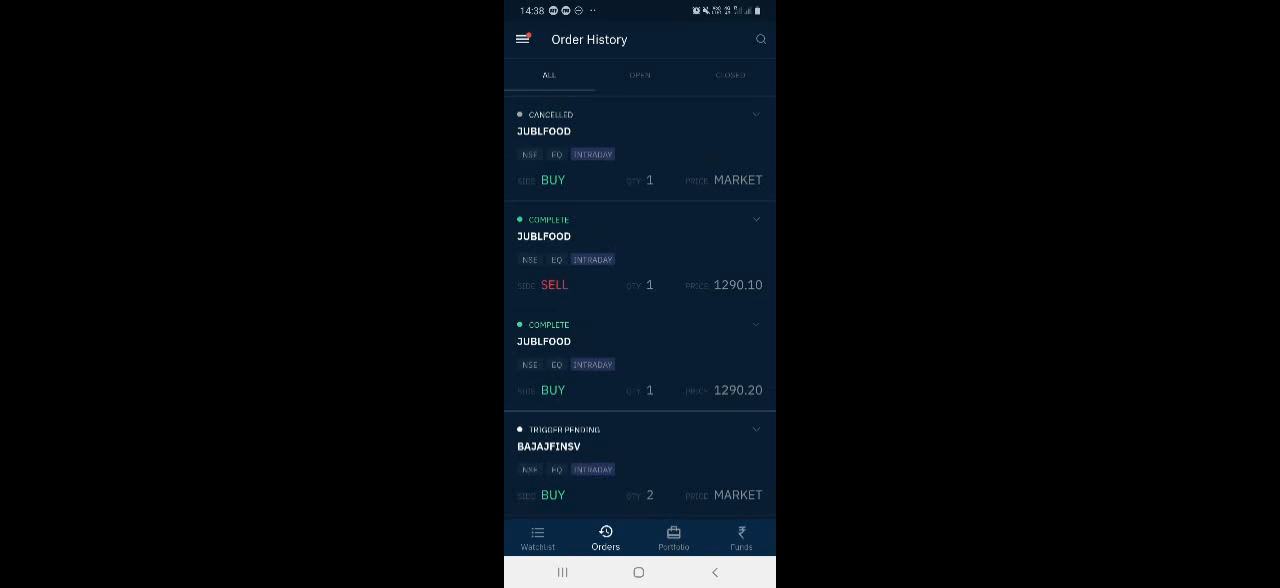 14:38
Order History
ALL OPEN CLOSED
CANCELLED
JUBLFOOD
NSE EQ INTRADAY
SIDE BUY QTY 1 PRICE MARKET
COMPLETE
JUBLFOOD
NSE EQ INTRADAY
SIDE SELL QTY 1 PRICE 1290.10
COMPLETE
JUBLFOOD
NSE EQ INTRADAY
SIDE BUY QTY 1 PRICE 1290.20
TRIGGER PENDING
BAJAJFINSV
NSE EQ INTRADAY
SIDE BUY QTY 2 PRICE MARKET
Watchlist Orders Portfolio Funds